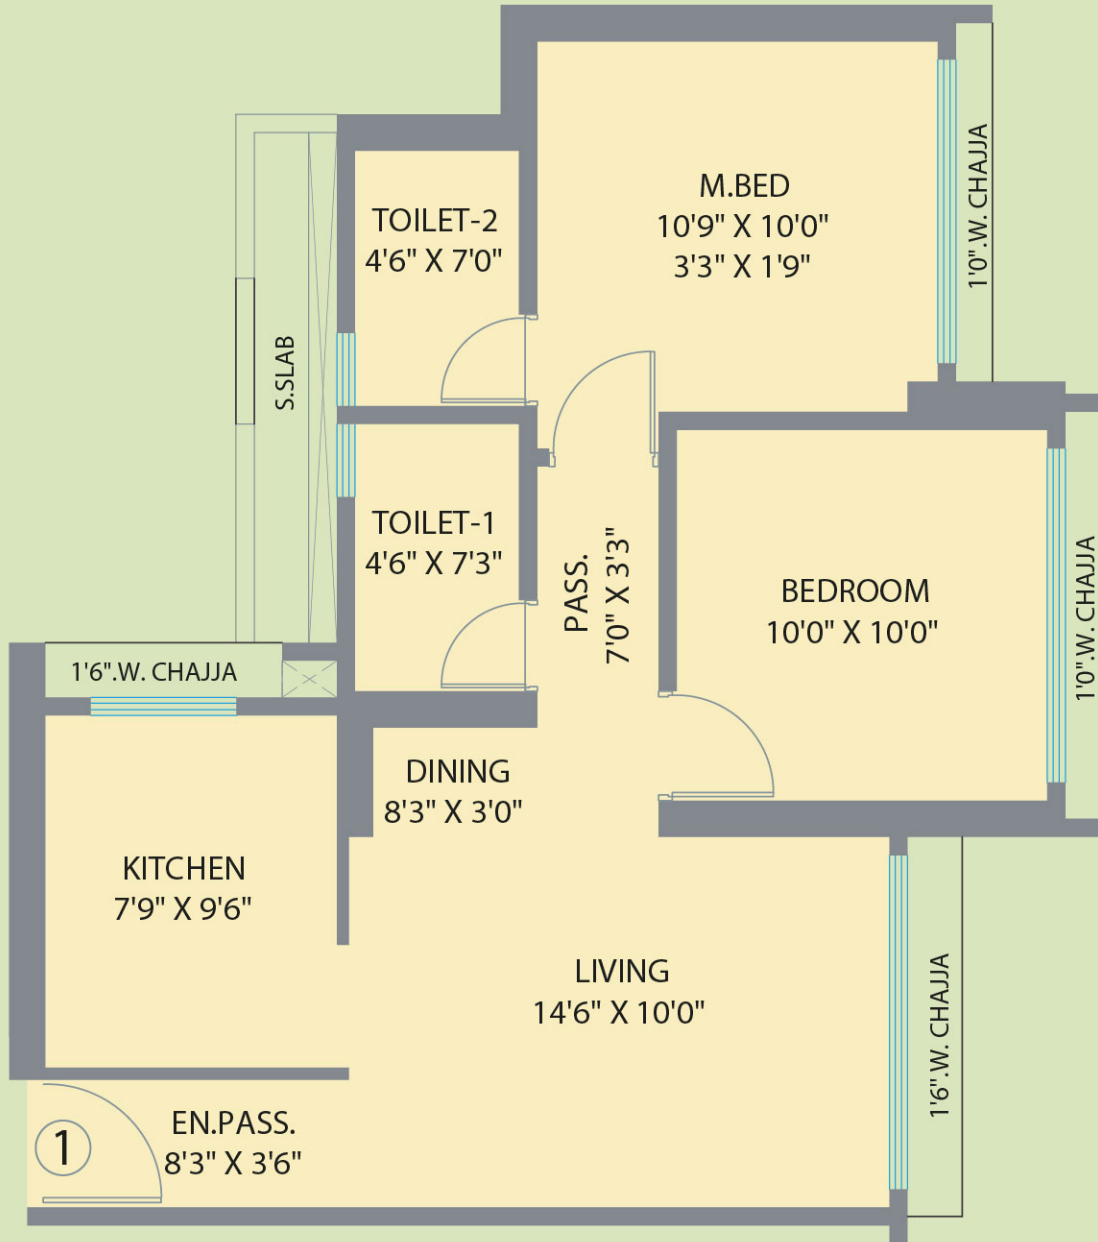 M.BED
10'9" X 10'0"
3'3" X 1'9"
1'0".W. CHAJJA
TOILET-2
4'6" X 7'0"
S.SLAB
TOILET-1
4'6" X 7'3"
PASS.
7'0" X 3'3"
BEDROOM
10'0" X 10'0"
1'0".W. CHAJJA
1'6".W. CHAJJA
DINING
8'3" X 3'0"
KITCHEN
7'9" X 9'6"
LIVING
14'6" X 10'0"
1'6".W. CHAJJA
EN.PASS.
8'3" X 3'6"
1